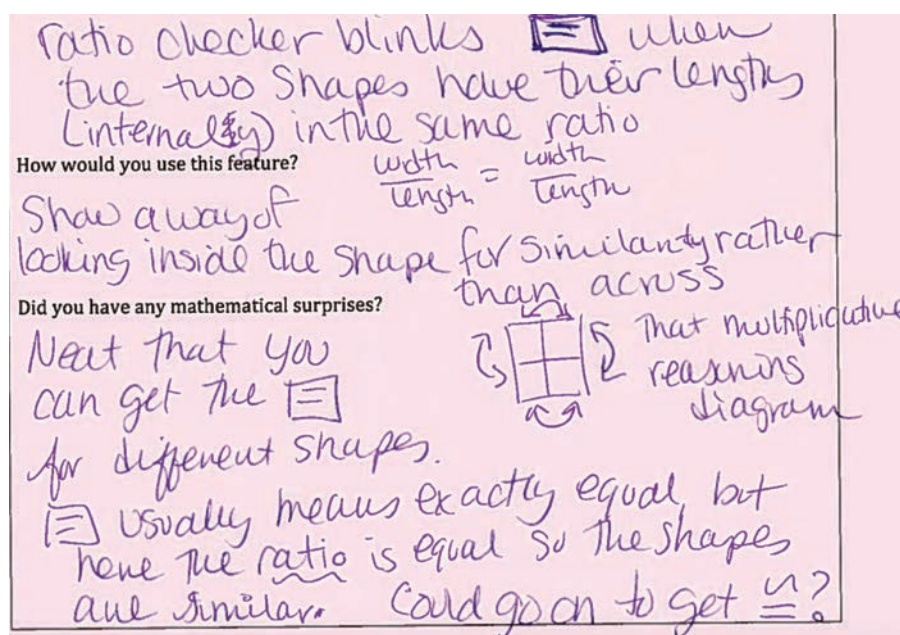 ratio checker blinks = when
the two shapes have their lengths
(internally) in the same ratio
How would you use this feature?
width/length = width/length
Show a way of
looking inside the shape for similarity rather
than across
Did you have any mathematical surprises?
Neat that you
can get the =
for different shapes.
That multiplicative
reasoning
diagram
= usually means exactly equal, but
here the ratio is equal so the shapes
are similar. Could go on to get ≅?